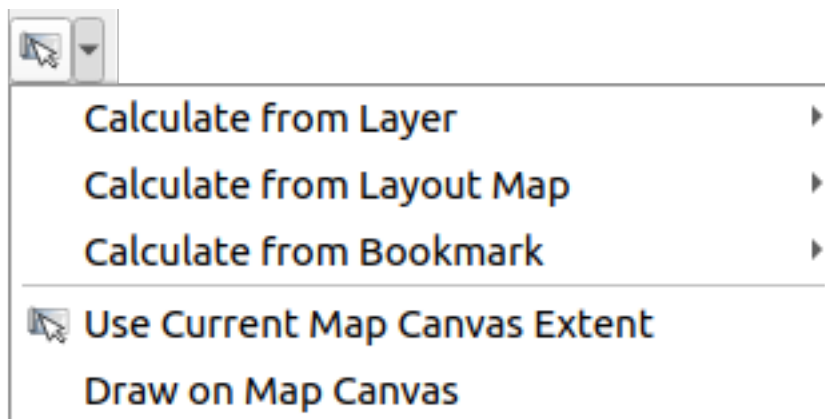 Calculate from Layer
Calculate from Layout Map
Calculate from Bookmark
Use Current Map Canvas Extent
Draw on Map Canvas